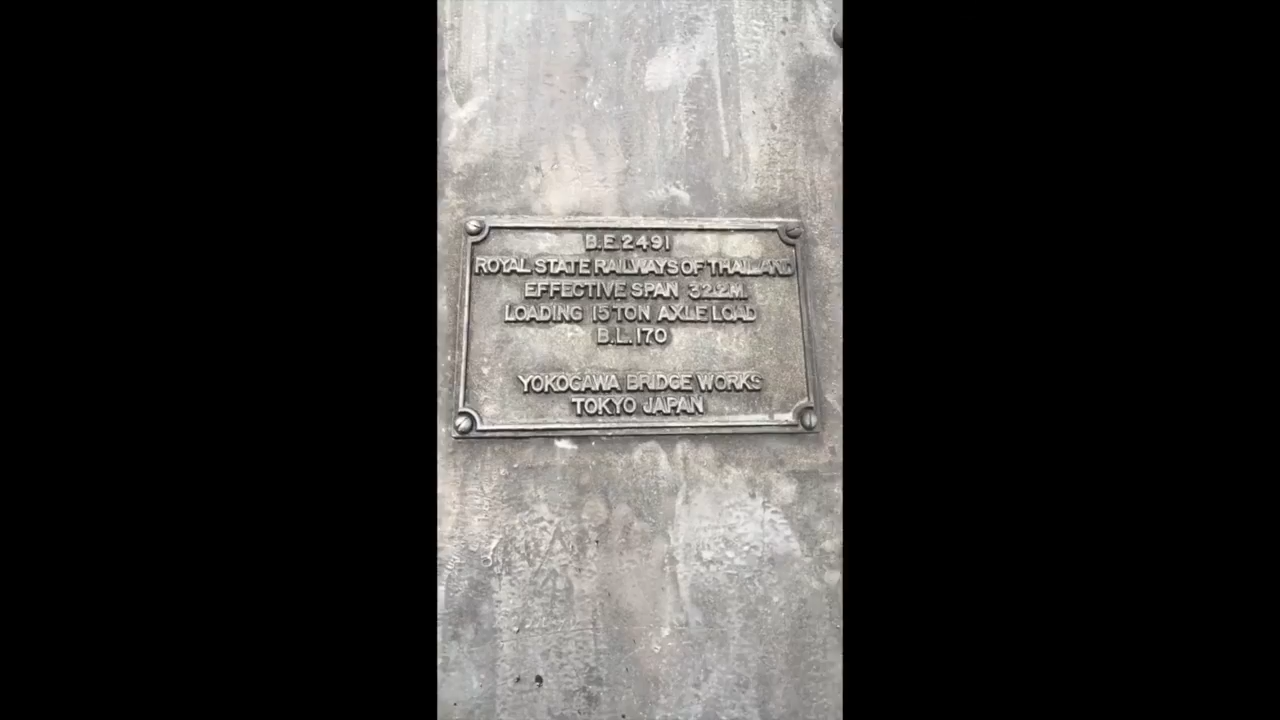 B.E.2491
ROYAL STATE RAILWAYS OF THAILAND
EFFECTIVE SPAN 32.2M.
LOADING 15 TON AXLE LOAD
B.L.170
YOKOGAWA BRIDGE WORKS
TOKYO JAPAN